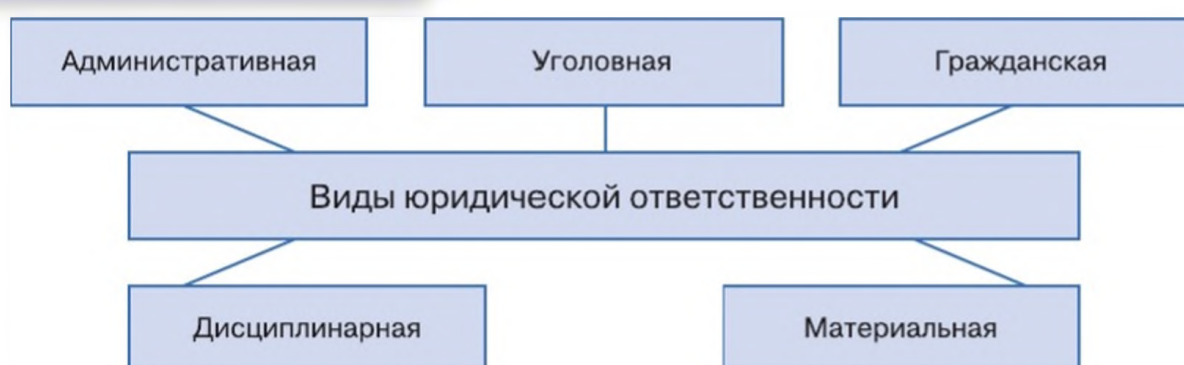 Административная
Уголовная
Гражданская
Виды юридической ответственности
Дисциплинарная
Материальная